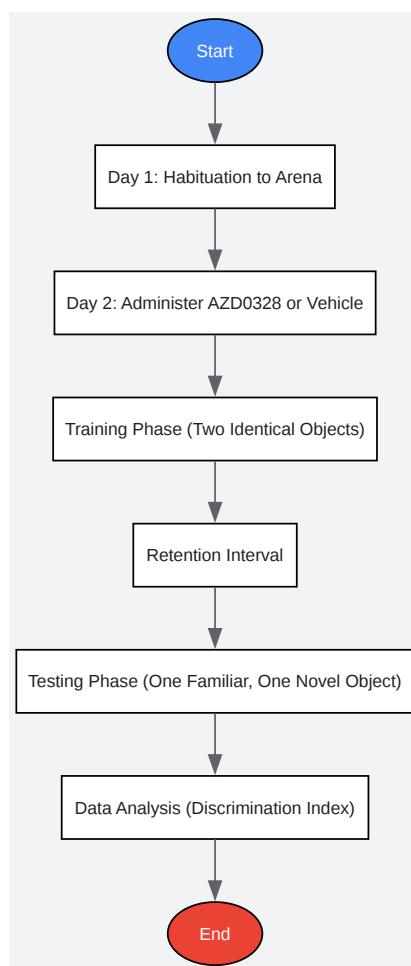 Start
Day 1: Habituation to Arena
Day 2: Administer AZD0328 or Vehicle
Training Phase (Two Identical Objects)
Retention Interval
Testing Phase (One Familiar, One Novel Object)
Data Analysis (Discrimination Index)
End